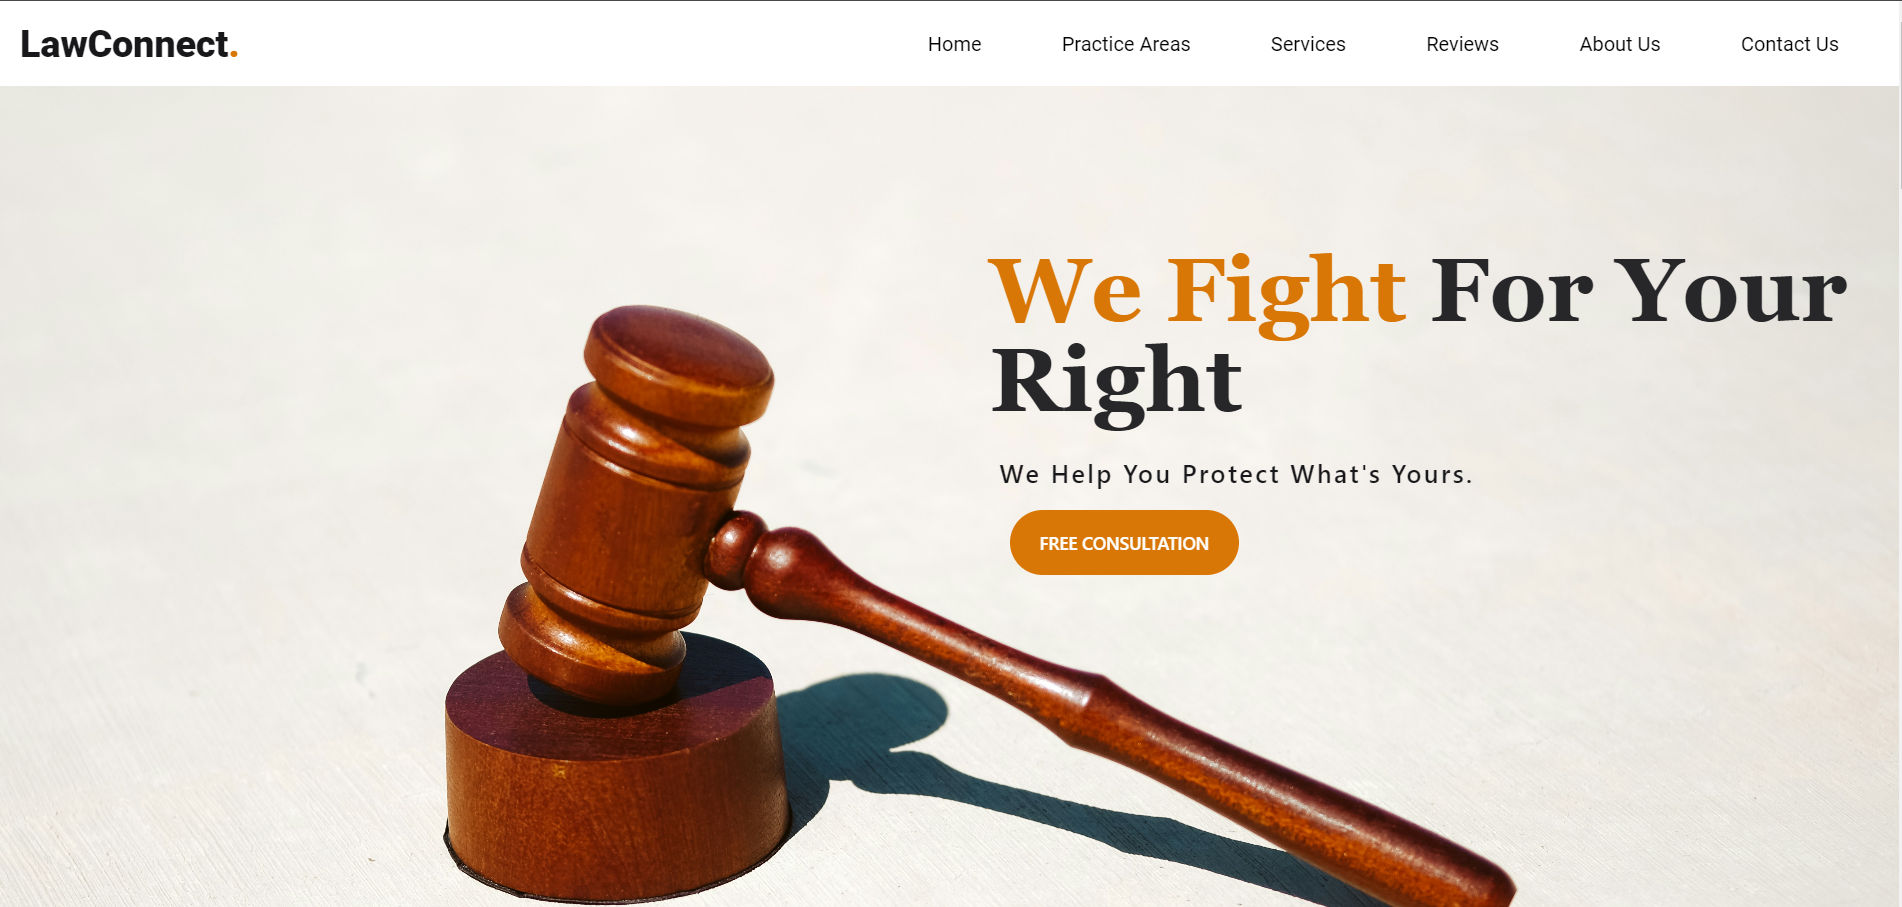 LawConnect.
Home Practice Areas Services Reviews About Us Contact Us
We Fight For Your
Right
We Help You Protect What's Yours.
FREE CONSULTATION